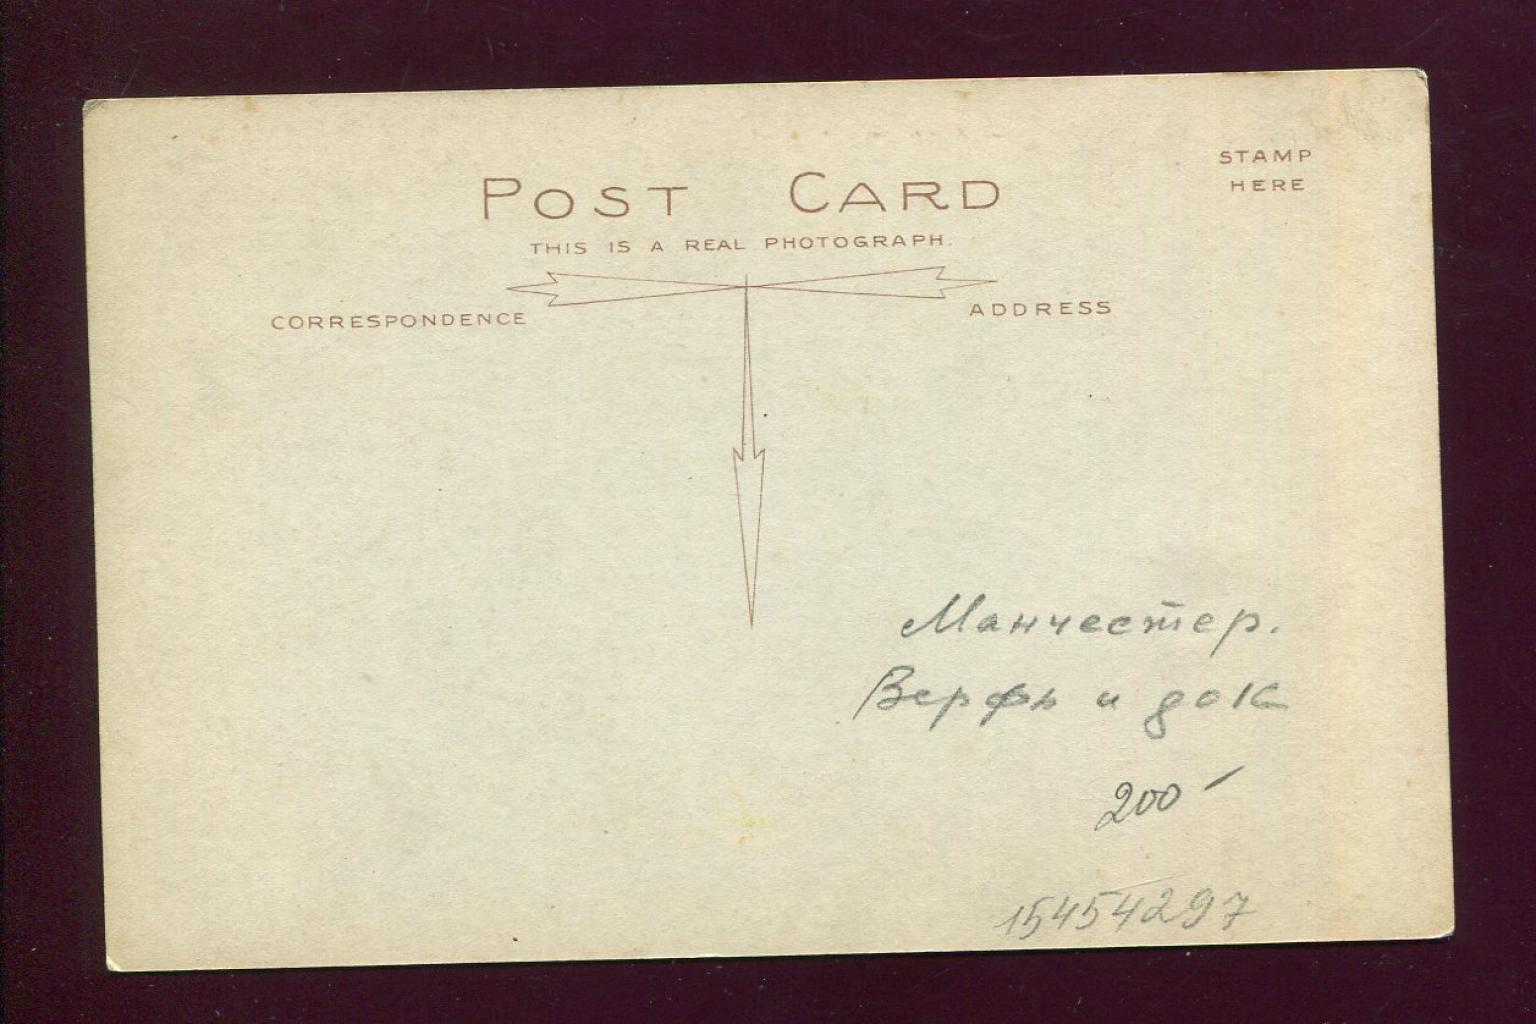 POST CARD
STAMP
HERE
THIS IS A REAL PHOTOGRAPH.
CORRESPONDENCE
ADDRESS
Манчестер.
Верфь и док
200
15454297